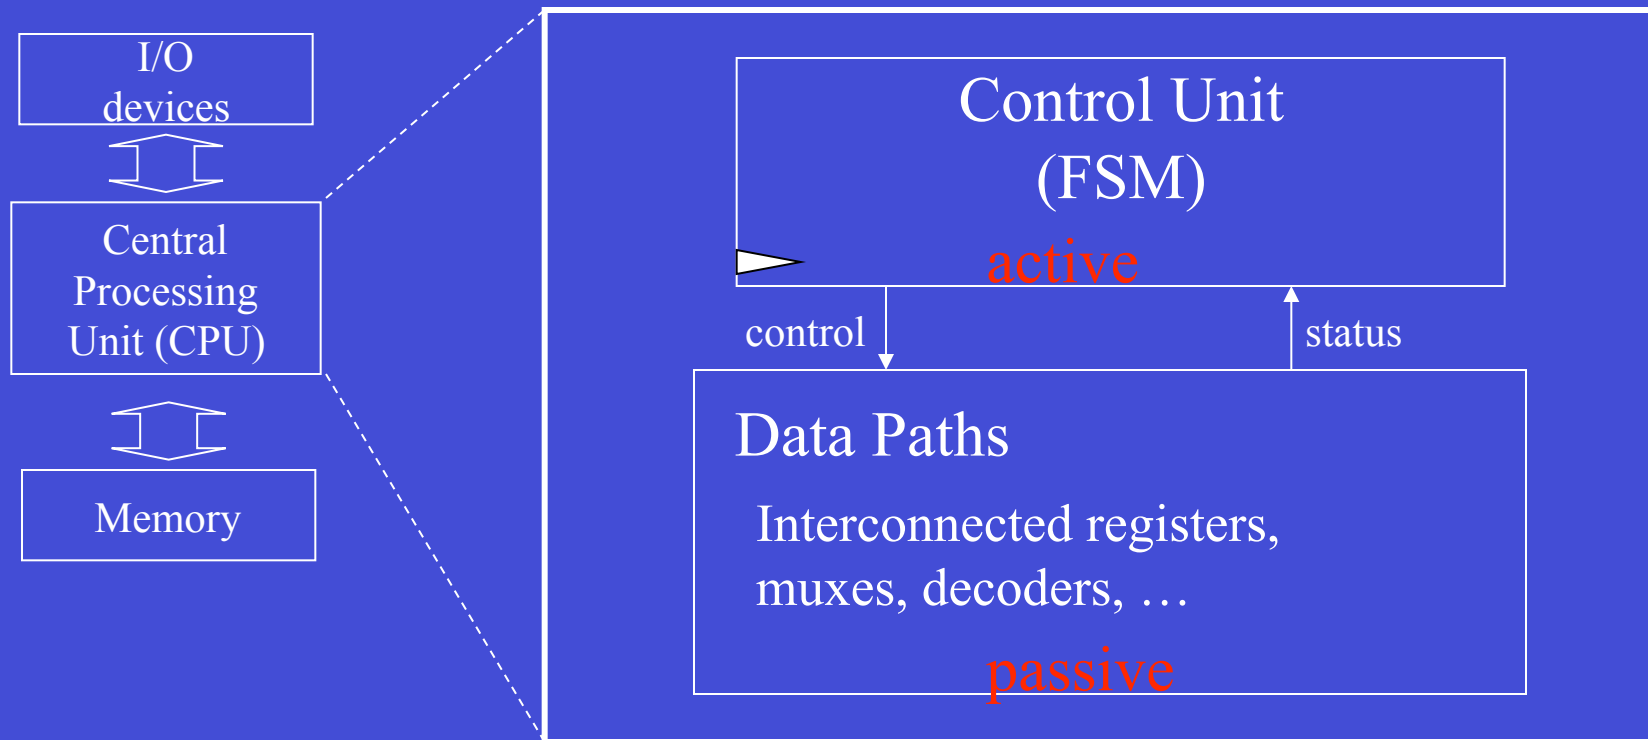 I/O
devices
Central
Processing
Unit (CPU)
Memory
Control Unit
(FSM)
active
control
status
Data Paths
Interconnected registers,
muxes, decoders, …
passive